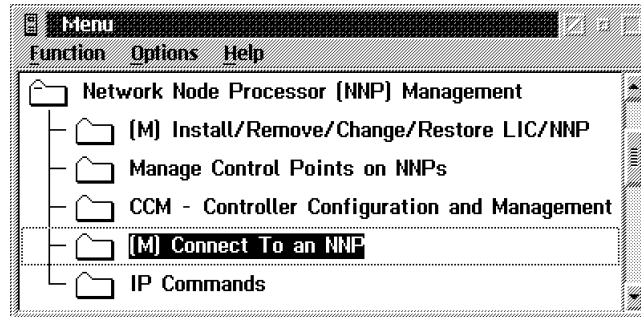 Menu
Function Options Help
Network Node Processor (NNP) Management
(M) Install/Remove/Change/Restore LIC/NNP
Manage Control Points on NNPs
CCM - Controller Configuration and Management
(M) Connect To an NNP
IP Commands